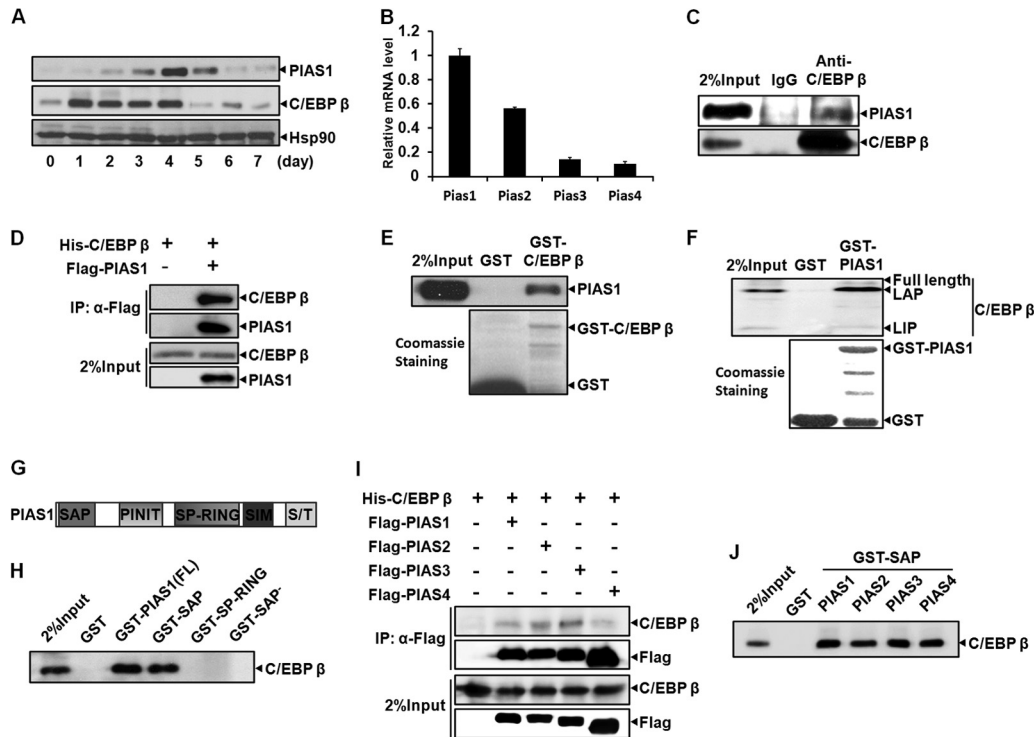 A
PIAS1
C/EBP β
Hsp90
0 1 2 3 4 5 6 7 (day)
B
Relative mRNA level
1.2
1
0.8
0.6
0.4
0.2
0
Pias1 Pias2 Pias3 Pias4
C
2%Input IgG Anti-C/EBP β
PIAS1
C/EBP β
D
His-C/EBP β + +
Flag-PIAS1 - +
IP: α-Flag
C/EBP β
PIAS1
2%Input
C/EBP β
PIAS1
E
2%Input GST GST-C/EBP β
PIAS1
Coomassie Staining
GST-C/EBP β
GST
F
2%Input GST GST-PIAS1
Full length
LAP
LIP
C/EBP β
Coomassie Staining
GST-PIAS1
GST
G
PIAS1 SAP PINIT SP-RING SIM S/T
H
2%Input GST GST-PIAS1(FL) GST-SAP GST-SP-RING GST-SAP-
C/EBP β
I
His-C/EBP β + + + + +
Flag-PIAS1 - + - - -
Flag-PIAS2 - - + - -
Flag-PIAS3 - - - + -
Flag-PIAS4 - - - - +
IP: α-Flag
C/EBP β
Flag
2%Input
C/EBP β
Flag
J
GST-SAP
2%Input GST PIAS1 PIAS2 PIAS3 PIAS4
C/EBP β